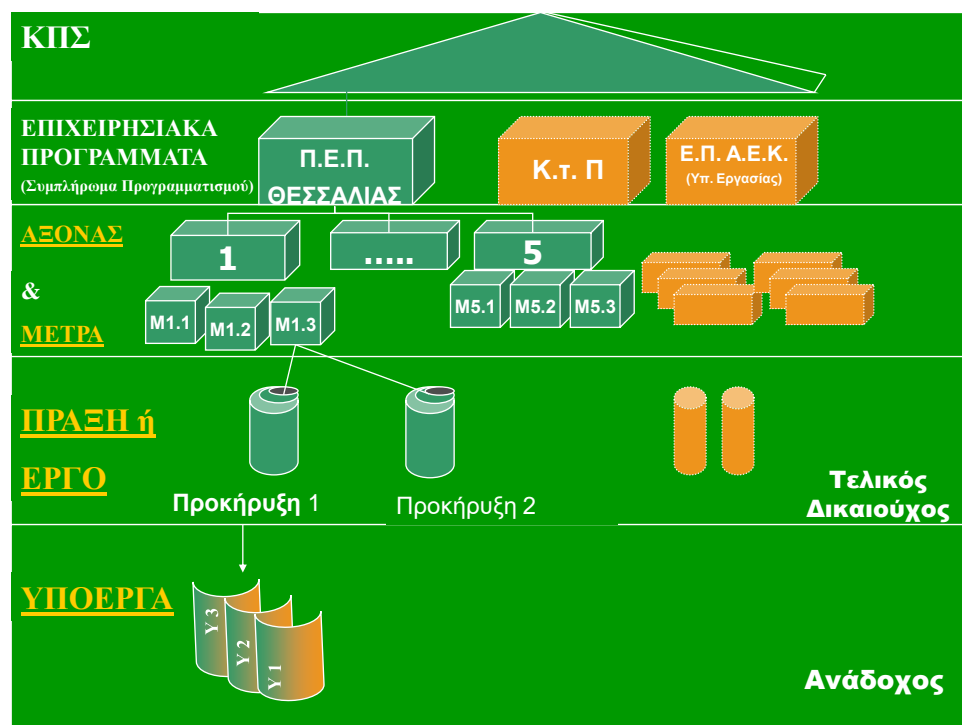 ΚΠΣ
ΕΠΙΧΕΙΡΗΣΙΑΚΑ
ΠΡΟΓΡΑΜΜΑΤΑ
(Συμπλήρωμα Προγραμματισμού)
Π.Ε.Π.
ΘΕΣΣΑΛΙΑΣ
Κ.τ. Π
Ε.Π. Α.Ε.Κ.
(Υπ. Εργασίας)
ΑΞΟΝΑΣ
&
ΜΕΤΡΑ
1
.....
5
Μ1.1
Μ1.2
Μ1.3
Μ5.1
Μ5.2
Μ5.3
ΠΡΑΞΗ ή
ΕΡΓΟ
Προκήρυξη 1
Προκήρυξη 2
Τελικός
Δικαιούχος
ΥΠΟΕΡΓΑ
Υ 3
Υ 2
Υ 1
Ανάδοχος